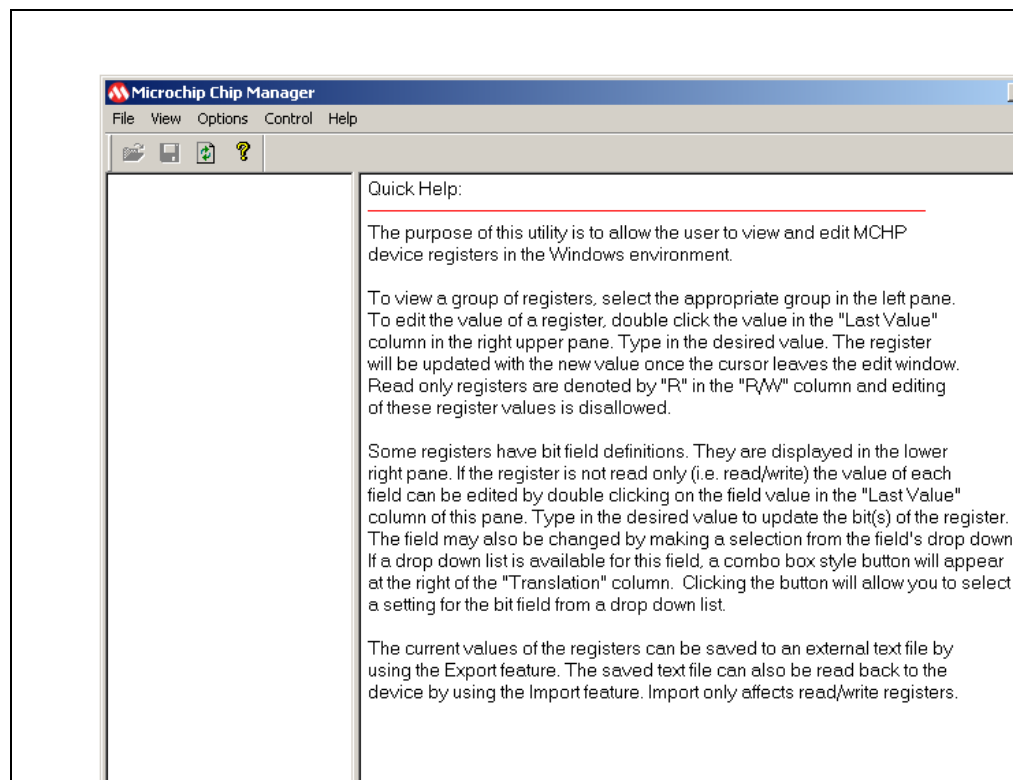 Microchip Chip Manager
File View Options Control Help
Quick Help:
The purpose of this utility is to allow the user to view and edit MCHP
device registers in the Windows environment.
To view a group of registers, select the appropriate group in the left pane.
To edit the value of a register, double click the value in the "Last Value"
column in the right upper pane. Type in the desired value. The register
will be updated with the new value once the cursor leaves the edit window.
Read only registers are denoted by "R" in the "R/W" column and editing
of these register values is disallowed.
Some registers have bit field definitions. They are displayed in the lower
right pane. If the register is not read only (i.e. read/write) the value of each
field can be edited by double clicking on the field value in the "Last Value"
column of this pane. Type in the desired value to update the bit(s) of the register.
The field may also be changed by making a selection from the field's drop down
If a drop down list is available for this field, a combo box style button will appear
at the right of the "Translation" column.  Clicking the button will allow you to select
a setting for the bit field from a drop down list.
The current values of the registers can be saved to an external text file by
using the Export feature. The saved text file can also be read back to the
device by using the Import feature. Import only affects read/write registers.